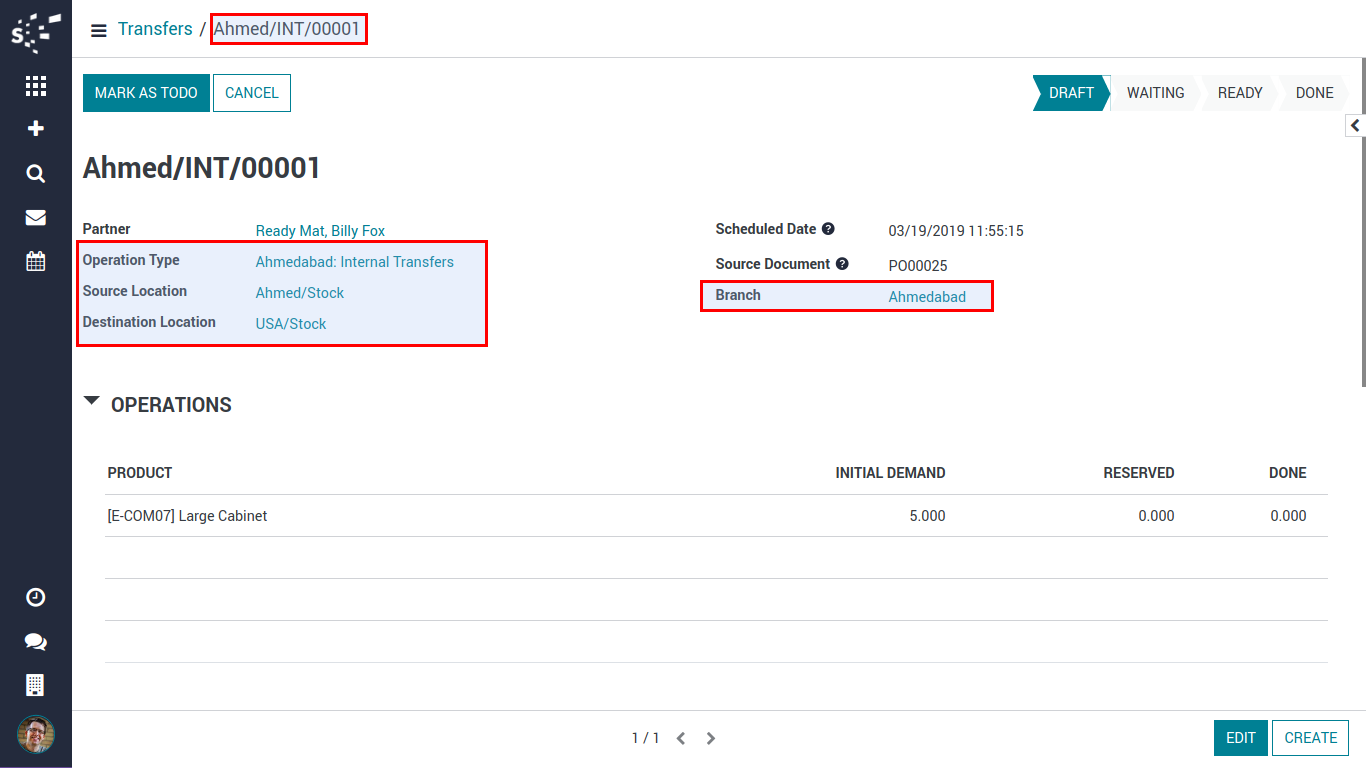 S
Transfers / Ahmed/INT/00001
MARK AS TODO CANCEL DRAFT WAITING READY DONE
Ahmed/INT/00001
Partner Ready Mat, Billy Fox Scheduled Date 03/19/2019 11:55:15
Operation Type Ahmedabad: Internal Transfers Source Document PO00025
Source Location Ahmed/Stock Branch Ahmedabad
Destination Location USA/Stock
OPERATIONS
PRODUCT INITIAL DEMAND RESERVED DONE
[E-COM07] Large Cabinet 5.000 0.000 0.000
1 / 1 EDIT CREATE